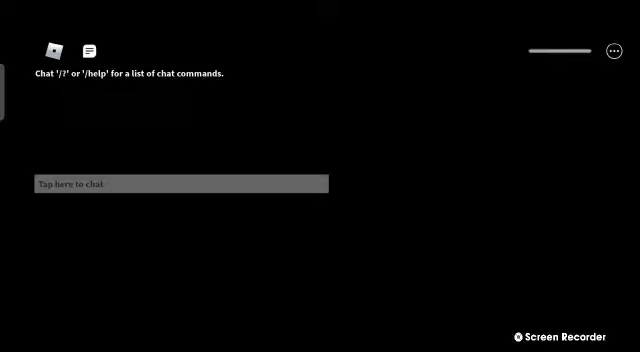 Chat '/?' or '/help' for a list of chat commands.
Tap here to chat
Screen Recorder